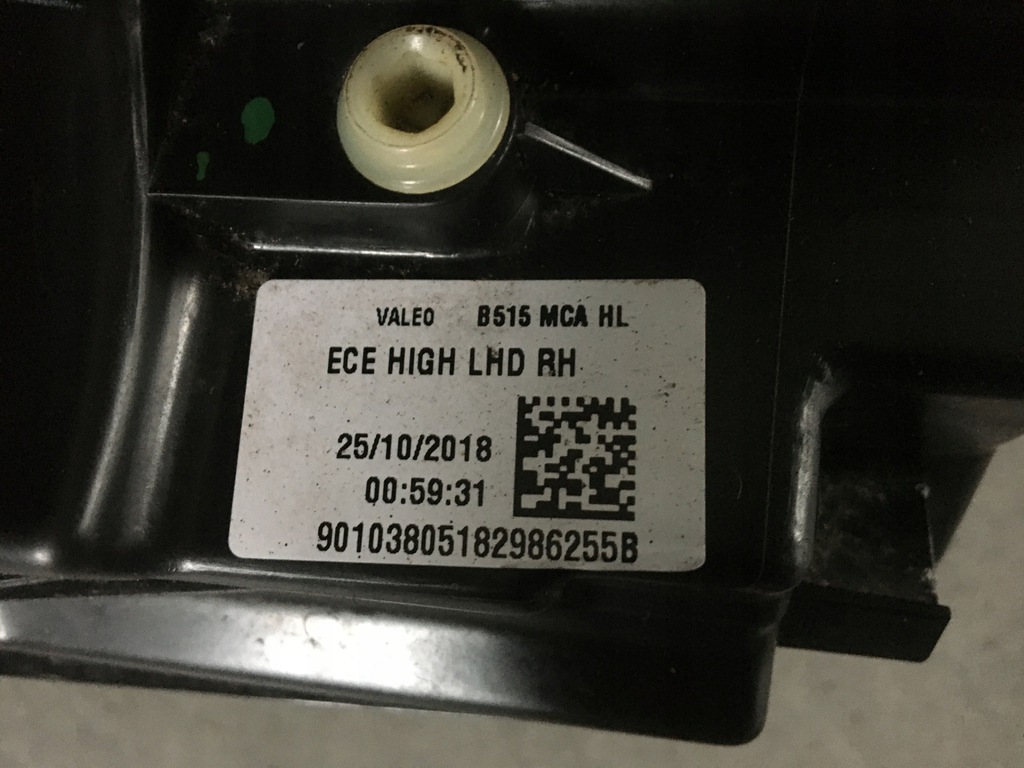 VALEO B515 MCA HL
ECE HIGH LHD RH
25/10/2018
00:59:31
90103805182986255B